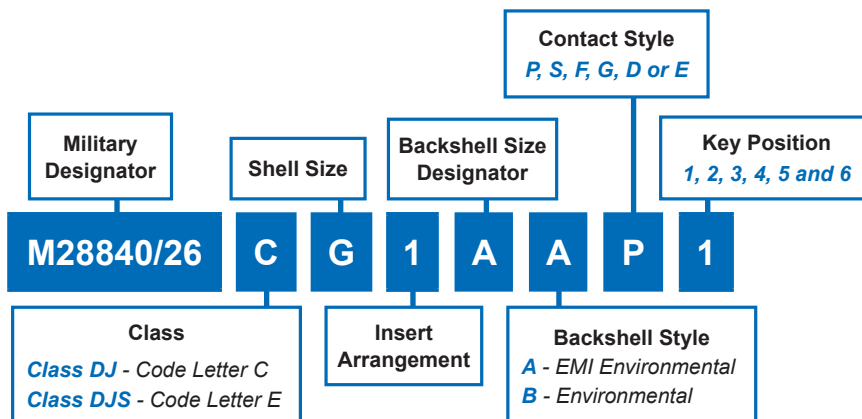 Contact Style
P, S, F, G, D or E
Military
Designator
Shell Size
Backshell Size
Designator
Key Position
1, 2, 3, 4, 5 and 6
M28840/26 C G 1 A A P 1
Class
Class DJ - Code Letter C
Class DJS - Code Letter E
Insert
Arrangement
Backshell Style
A - EMI Environmental
B - Environmental